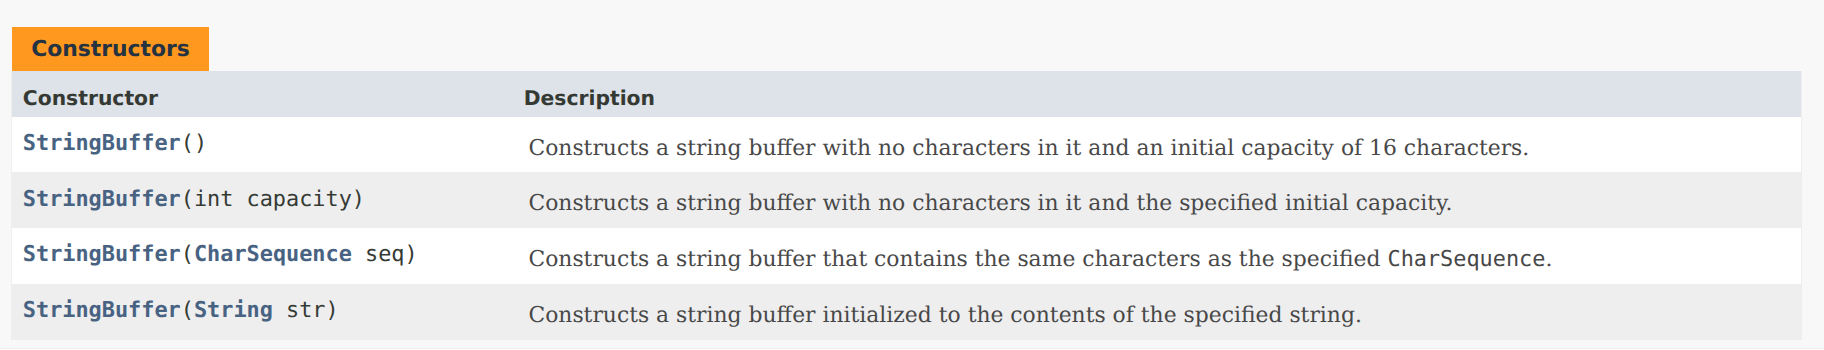 Constructors
Constructor Description
StringBuffer() Constructs a string buffer with no characters in it and an initial capacity of 16 characters.
StringBuffer(int capacity) Constructs a string buffer with no characters in it and the specified initial capacity.
StringBuffer(CharSequence seq) Constructs a string buffer that contains the same characters as the specified CharSequence.
StringBuffer(String str) Constructs a string buffer initialized to the contents of the specified string.